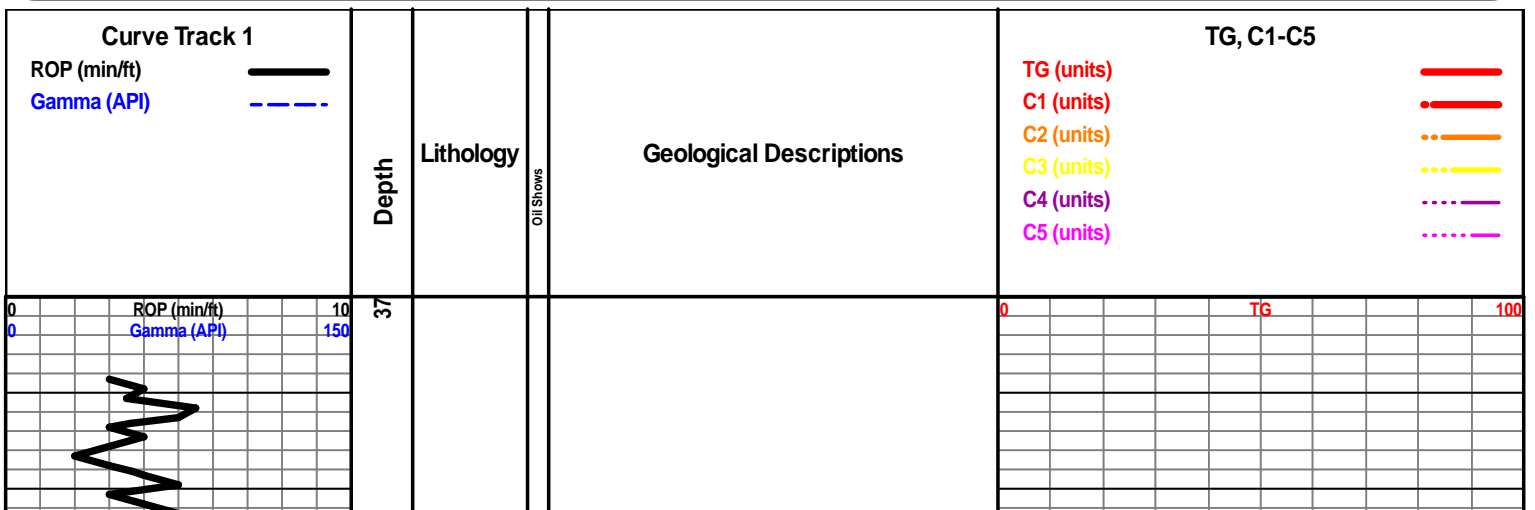 Curve Track 1
ROP (min/ft)
Gamma (API)
Depth
Lithology
Oil Shows
Geological Descriptions
TG, C1-C5
TG (units)
C1 (units)
C2 (units)
C3 (units)
C4 (units)
C5 (units)
0 ROP (min/ft) 10
0 Gamma (API) 150
37
0 TG 100